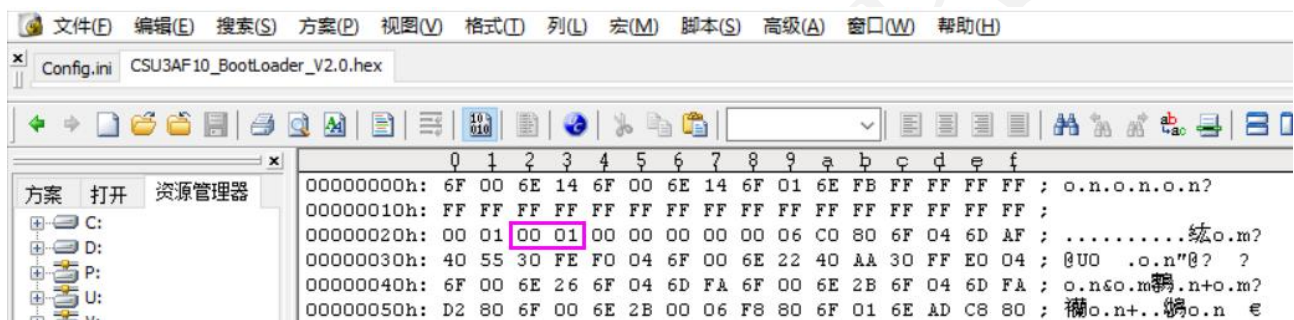 文件(F) 编辑(E) 搜索(S) 方案(P) 视图(V) 格式(T) 列(L) 宏(M) 脚本(S) 高级(A) 窗口(W) 帮助(H)
Config.ini CSU3AF10_BootLoader_V2.0.hex
方案 打开 资源管理器
C:
D:
P:
U:
0 1 2 3 4 5 6 7 8 9 a b c d e f
00000000h: 6F 00 6E 14 6F 00 6E 14 6F 01 6E FB FF FF FF FF ; o.n.o.n.o.n?
00000010h: FF FF FF FF FF FF FF FF FF FF FF FF FF FF FF FF ;
00000020h: 00 01 00 01 00 00 00 00 00 06 C0 80 6F 04 6D AF ; ..........纮o.m?
00000030h: 40 55 30 FE F0 04 6F 00 6E 22 40 AA 30 FF E0 04 ; @U0 .o.n"@? ?
00000040h: 6F 00 6E 26 6F 04 6D FA 6F 00 6E 2B 6F 04 6D FA ; o.n&o.m鷒.n+o.m?
00000050h: D2 80 6F 00 6E 2B 00 06 F8 80 6F 01 6E AD C8 80 ; o.n+.. o.n €